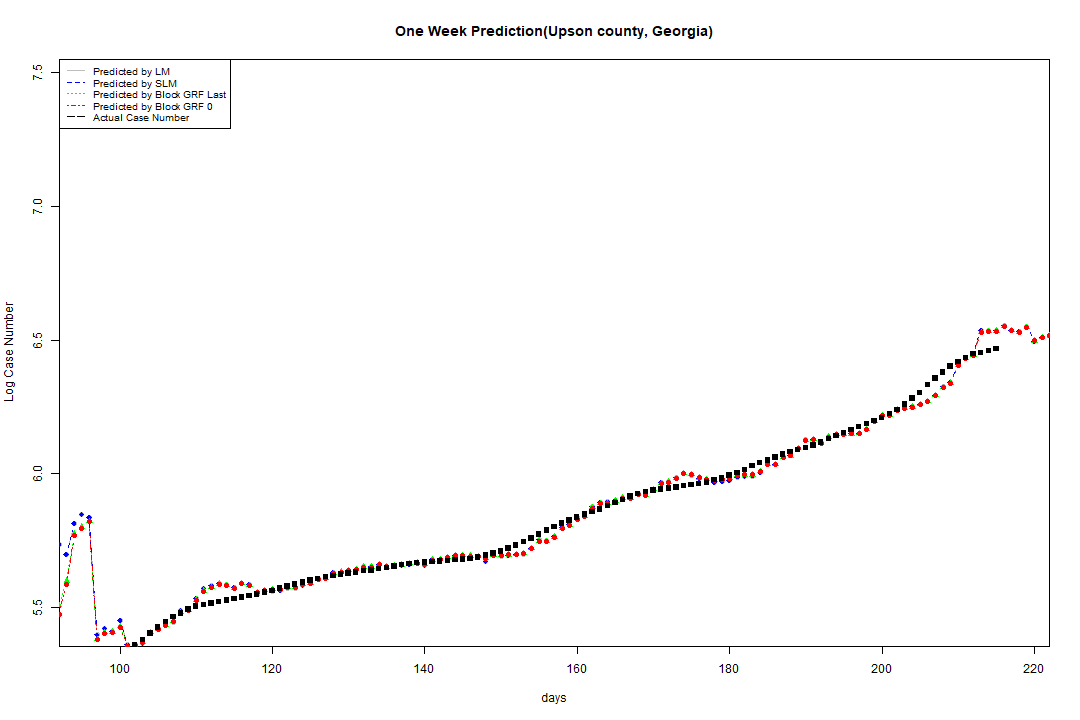 One Week Prediction(Upson county, Georgia)
Predicted by LM
Predicted by SLM
Predicted by Block GRF Last
Predicted by Block GRF 0
Actual Case Number
7.5
7.0
6.5
6.0
5.5
Log Case Number
100 120 140 160 180 200 220
days